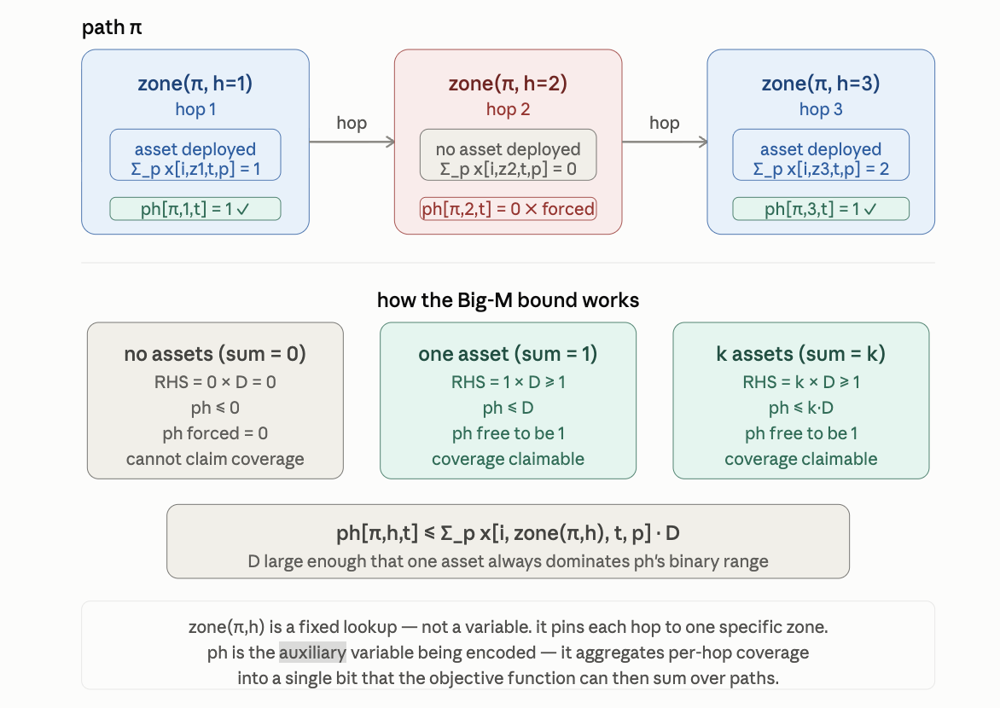 path π
zone(π, h=1)
hop 1
asset deployed
Σ_p x[i,z1,t,p] = 1
ph[π,1,t] = 1 ✓
hop
zone(π, h=2)
hop 2
no asset deployed
Σ_p x[i,z2,t,p] = 0
ph[π,2,t] = 0 ✕ forced
hop
zone(π, h=3)
hop 3
asset deployed
Σ_p x[i,z3,t,p] = 2
ph[π,3,t] = 1 ✓
how the Big-M bound works
no assets (sum = 0)
RHS = 0 × D = 0
ph ≤ 0
ph forced = 0
cannot claim coverage
one asset (sum = 1)
RHS = 1 × D ≥ 1
ph ≤ D
ph free to be 1
coverage claimable
k assets (sum = k)
RHS = k × D ≥ 1
ph ≤ k·D
ph free to be 1
coverage claimable
ph[π,h,t] ≤ Σ_p x[i, zone(π,h), t, p] · D
D large enough that one asset always dominates ph's binary range
zone(π,h) is a fixed lookup — not a variable. it pins each hop to one specific zone.
ph is the auxiliary variable being encoded — it aggregates per-hop coverage
into a single bit that the objective function can then sum over paths.